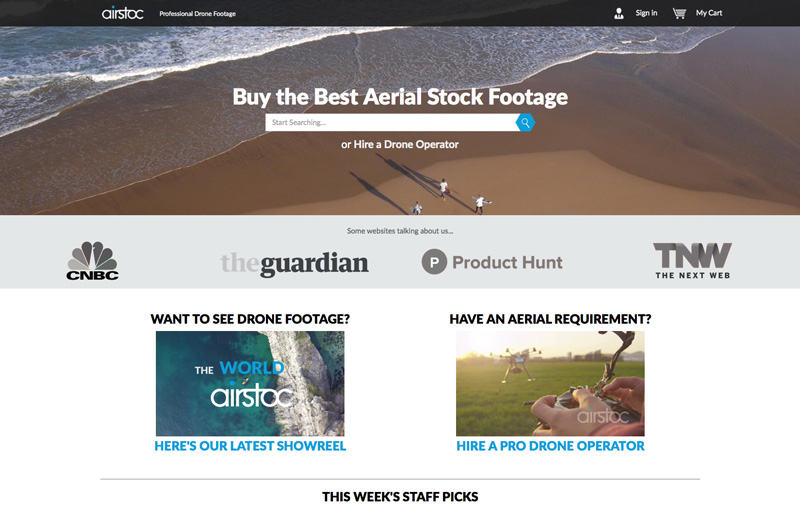 airstoc
Professional Drone Footage
Sign in
My Cart
Buy the Best Aerial Stock Footage
Start Searching...
or Hire a Drone Operator
Some websites talking about us...
CNBC
theguardian
P Product Hunt
TNW
THE NEXT WEB
WANT TO SEE DRONE FOOTAGE?
THE WORLD
airstoc
HERE'S OUR LATEST SHOWREEL
HAVE AN AERIAL REQUIREMENT?
airstoc
HIRE A PRO DRONE OPERATOR
THIS WEEK'S STAFF PICKS